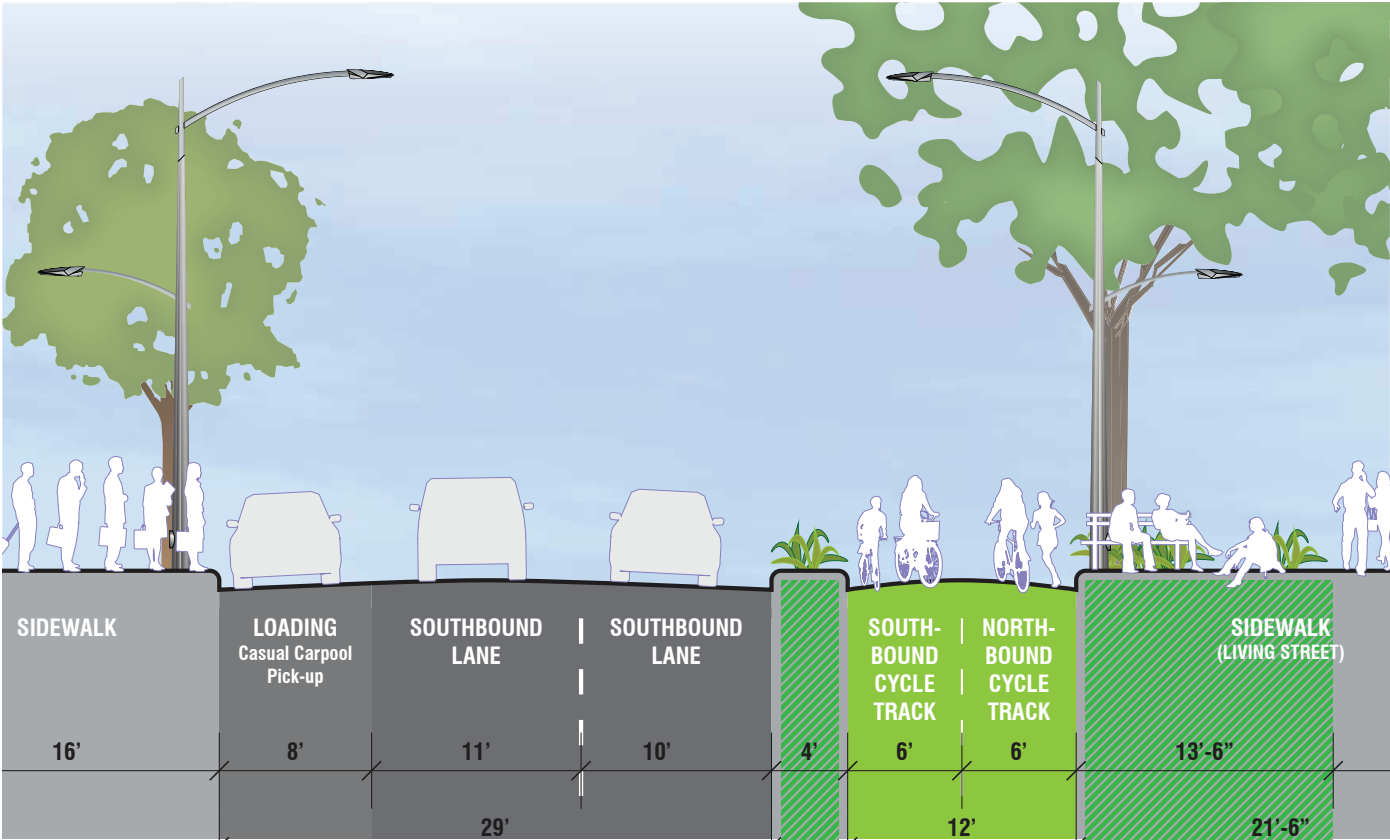 SIDEWALK
LOADING
Casual Carpool
Pick-up
SOUTHBOUND
LANE
SOUTHBOUND
LANE
SOUTH-
BOUND
CYCLE
TRACK
NORTH-
BOUND
CYCLE
TRACK
SIDEWALK
(LIVING STREET)
16’
8’
11’
10’
4’
6’
6’
13’-6”
29’
12’
21’-6”